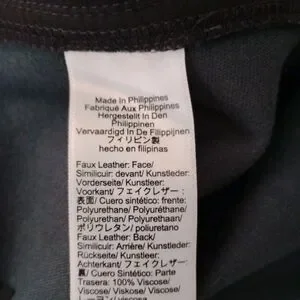 Made In Philippines
Fabriqué Aux Philippines
Hergestellt In Den
Philippinen
Vervaardigd In De Filippijnen
フィリピン製
hecho en filipinas
Faux Leather: Face/
Similicuir: devant/ Kunstleder:
Vorderseite/ Kunstleer:
Voorkant/ フェイクレザー:
表面/ Cuero sintético: frente:
Polyurethane/ Polyuréthane/
Polyurethan/ Polyurethaan/
ポリウレタン/ poliuretano
Faux Leather: Back/
Similicuir: Arrière/ Kunstleder:
Rückseite/ Kunstleer:
Achterkant/ フェイクレザー:
裏/ Cuero Sintético: Parte
Trasera: 100% Viscose/
Viscose/ Viskose/ Viscose/